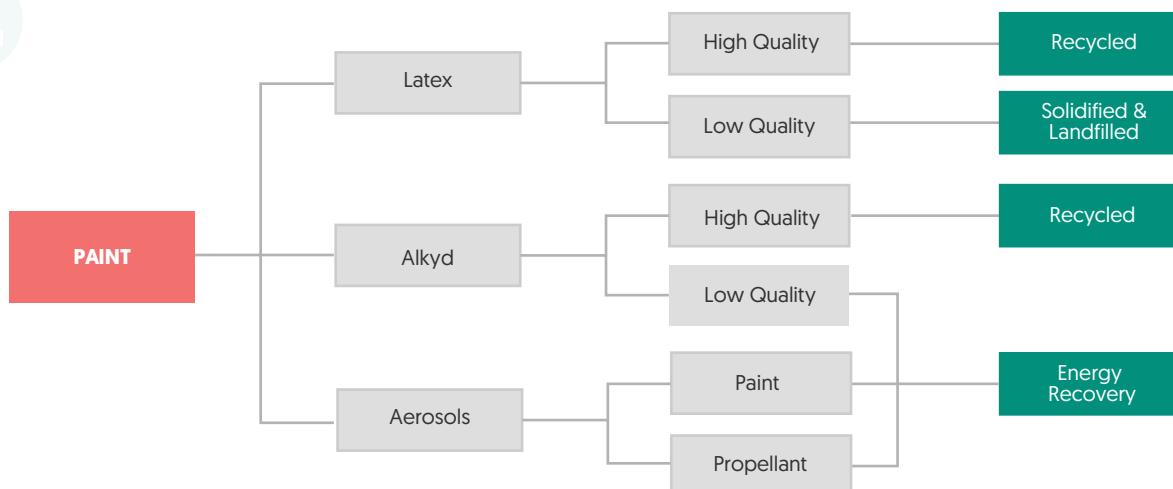 High Quality
Recycled
Latex
Low Quality
Solidified &
Landfilled
High Quality
Recycled
PAINT
Alkyd
Low Quality
Paint
Energy
Recovery
Aerosols
Propellant